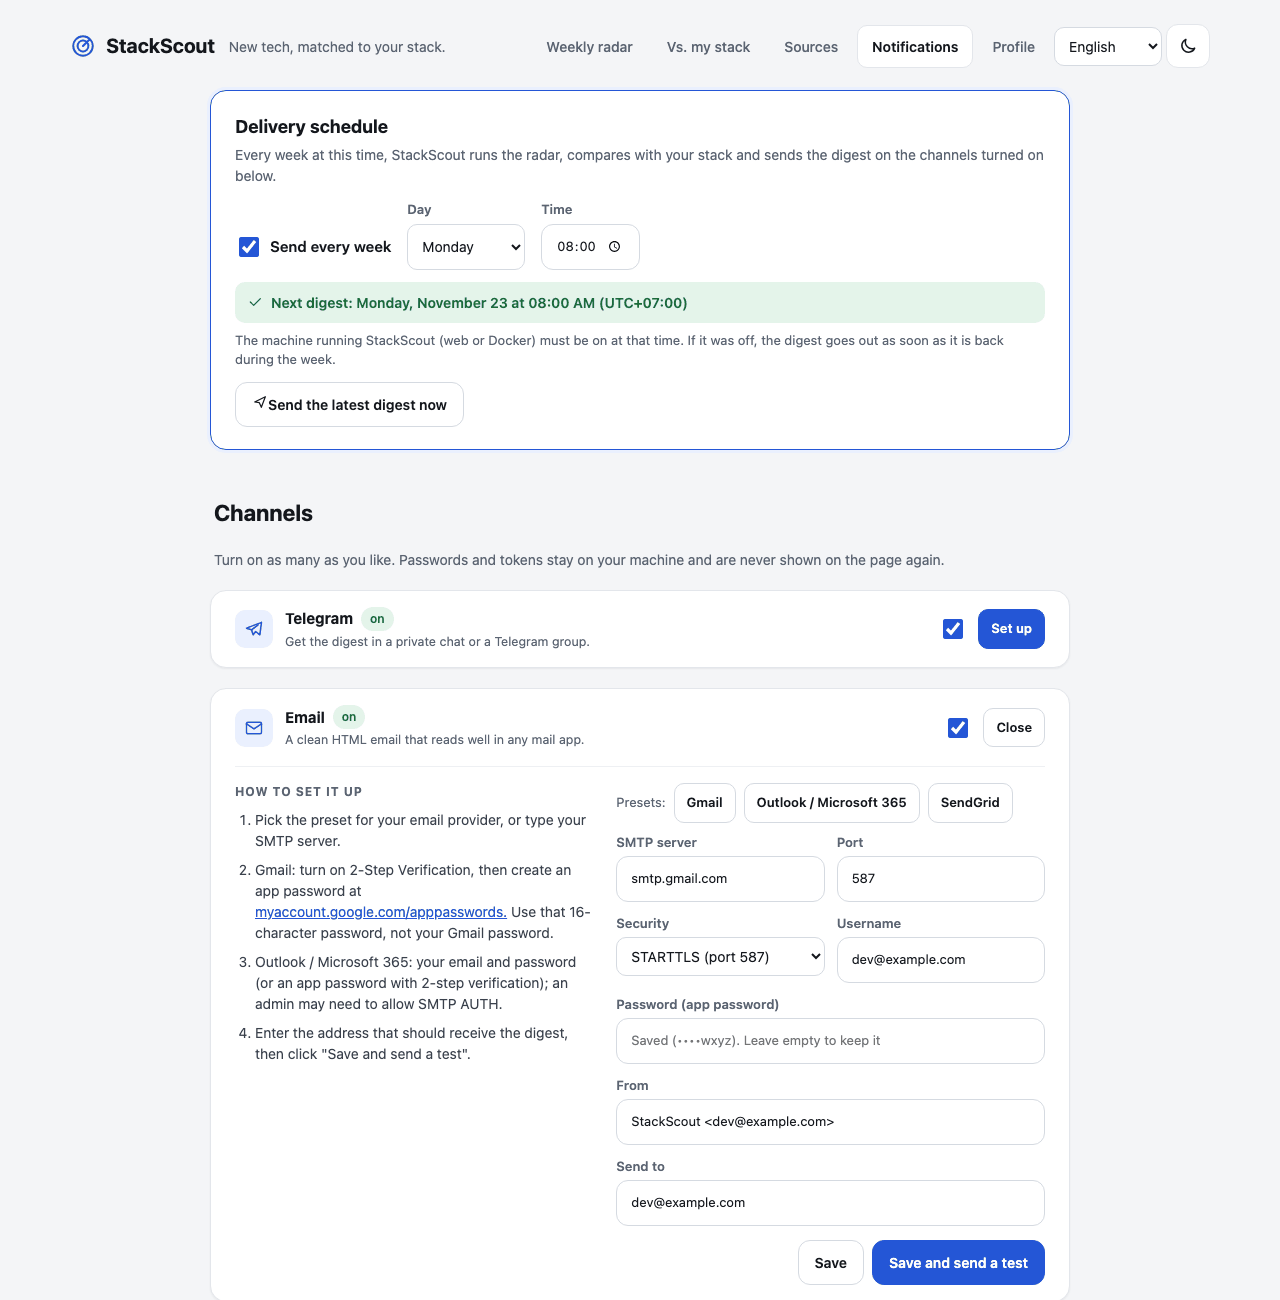 StackScout
New tech, matched to your stack.
Weekly radar
Vs. my stack
Sources
Notifications
Profile
English
Delivery schedule
Every week at this time, StackScout runs the radar, compares with your stack and sends the digest on the channels turned on
below.
Day
Time
Send every week
Monday
08:00
Next digest: Monday, November 23 at 08:00 AM (UTC+07:00)
The machine running StackScout (web or Docker) must be on at that time. If it was off, the digest goes out as soon as it is back
during the week.
Send the latest digest now
Channels
Turn on as many as you like. Passwords and tokens stay on your machine and are never shown on the page again.
Telegram on
Get the digest in a private chat or a Telegram group.
Set up
Email on
A clean HTML email that reads well in any mail app.
Close
HOW TO SET IT UP
1. Pick the preset for your email provider, or type your
SMTP server.
2. Gmail: turn on 2-Step Verification, then create an
app password at
myaccount.google.com/apppasswords. Use that 16-
character password, not your Gmail password.
3. Outlook / Microsoft 365: your email and password
(or an app password with 2-step verification); an
admin may need to allow SMTP AUTH.
4. Enter the address that should receive the digest,
then click "Save and send a test".
Presets:
Gmail
Outlook / Microsoft 365
SendGrid
SMTP server
Port
smtp.gmail.com
587
Security
Username
STARTTLS (port 587)
dev@example.com
Password (app password)
Saved (••••wxyz). Leave empty to keep it
From
StackScout <dev@example.com>
Send to
dev@example.com
Save
Save and send a test